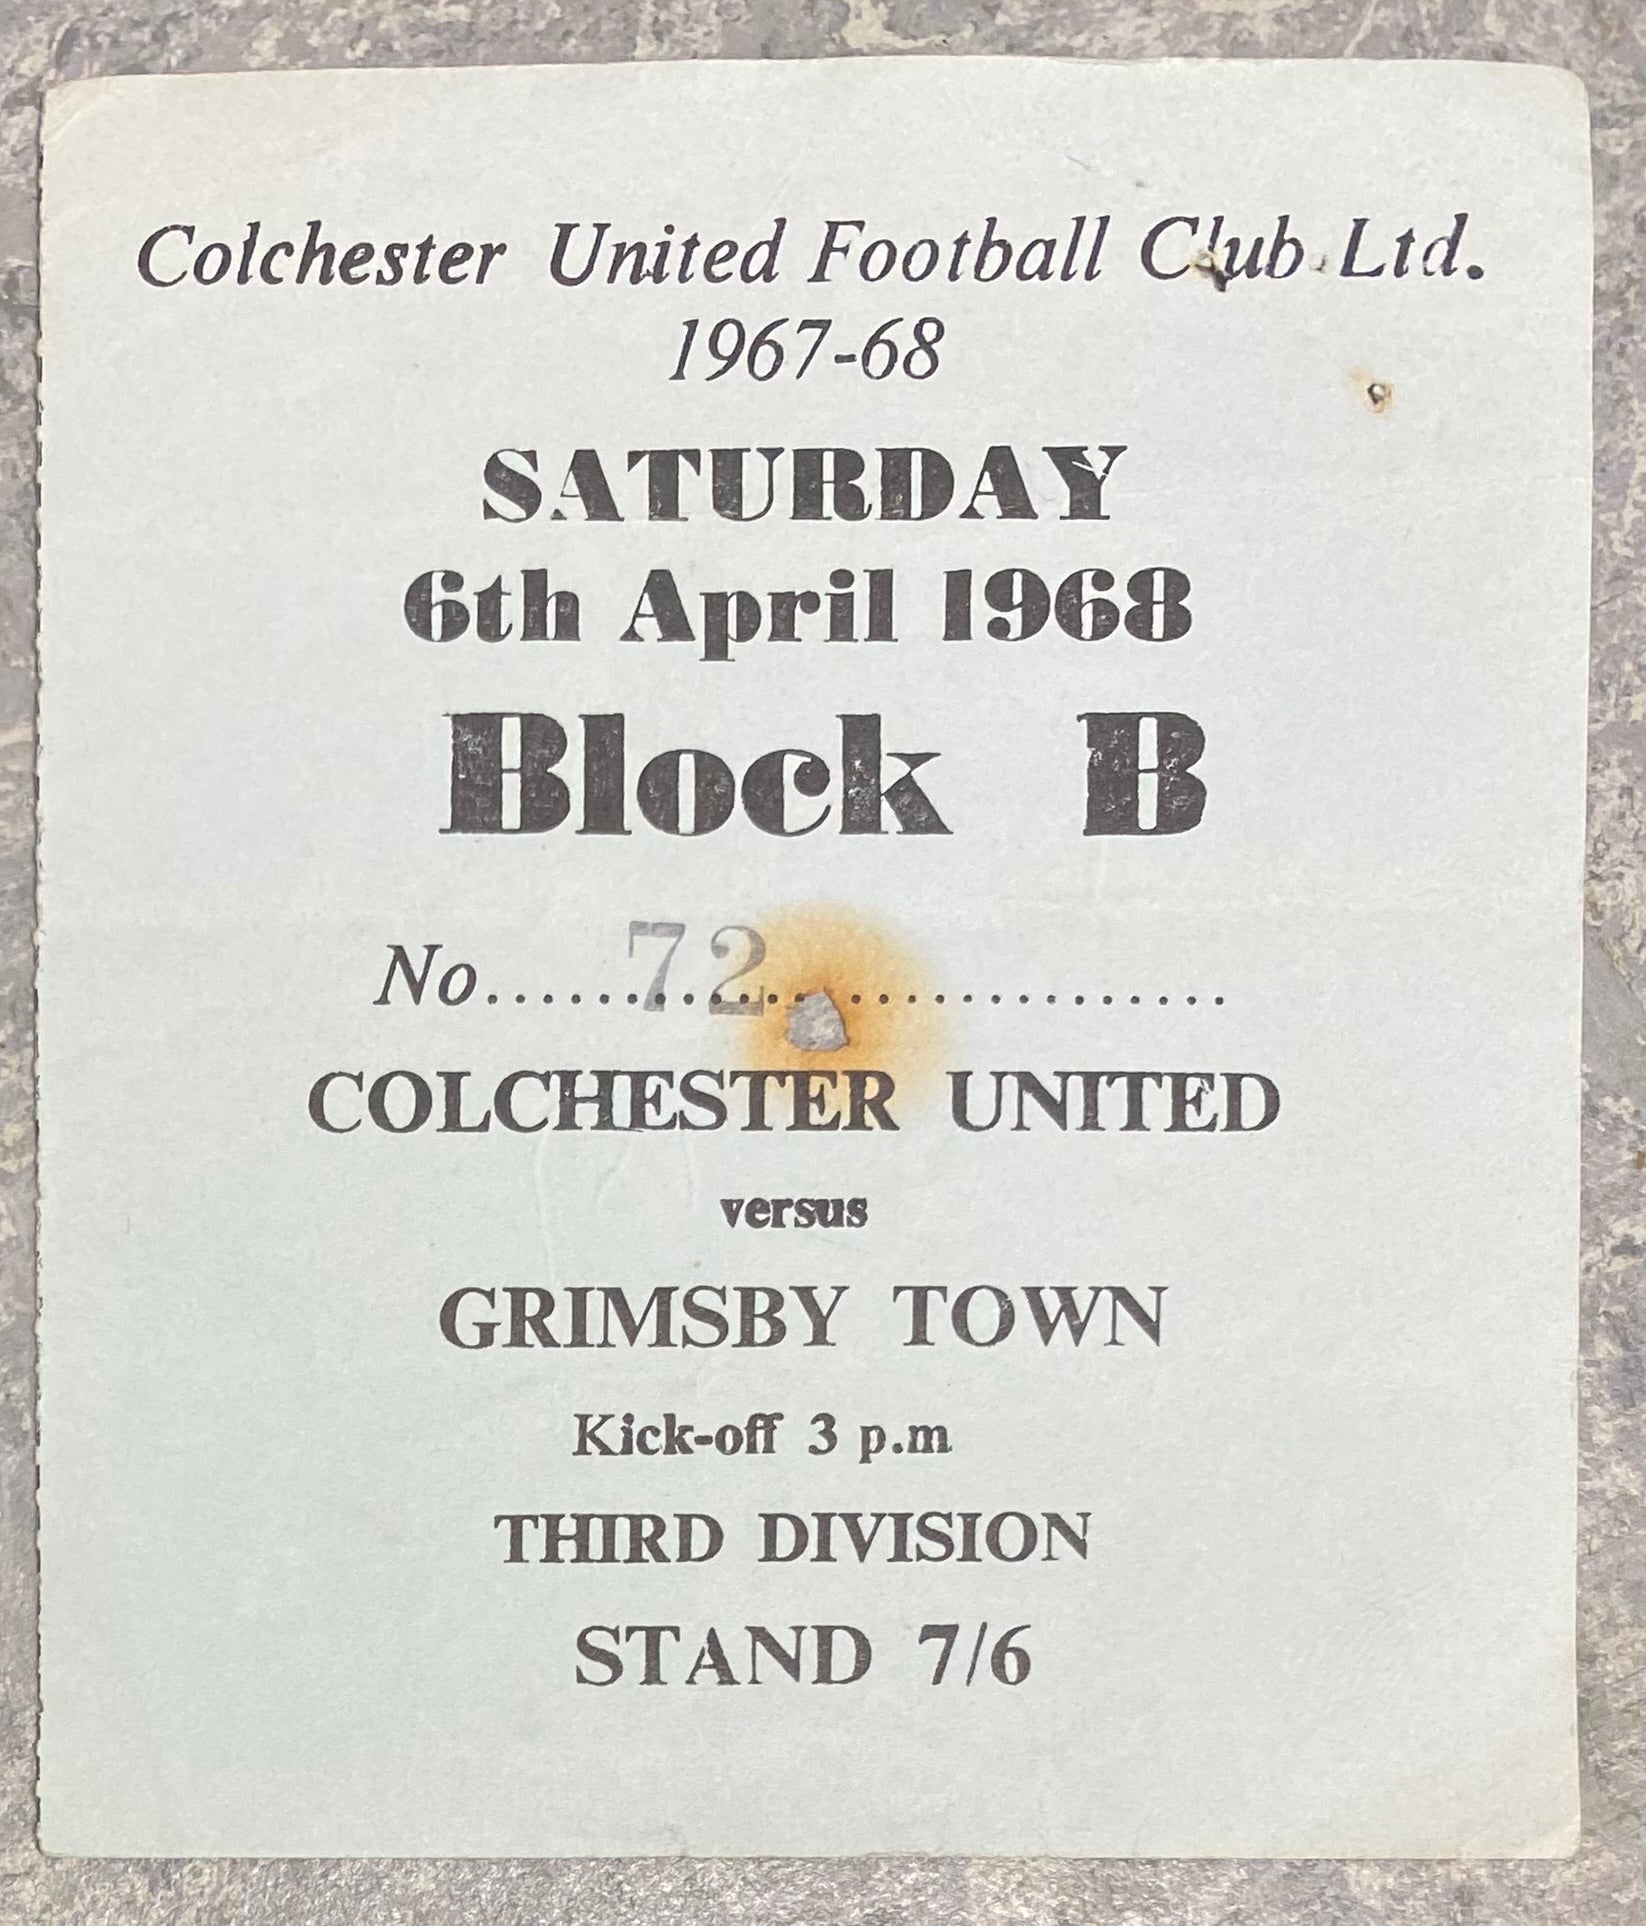 Colchester United Football Club Ltd.
1967-68
SATURDAY
6th April 1968
Block B
No..........72..............................
COLCHESTER UNITED
versus
GRIMSBY TOWN
Kick-off 3 p.m
THIRD DIVISION
STAND 7/6